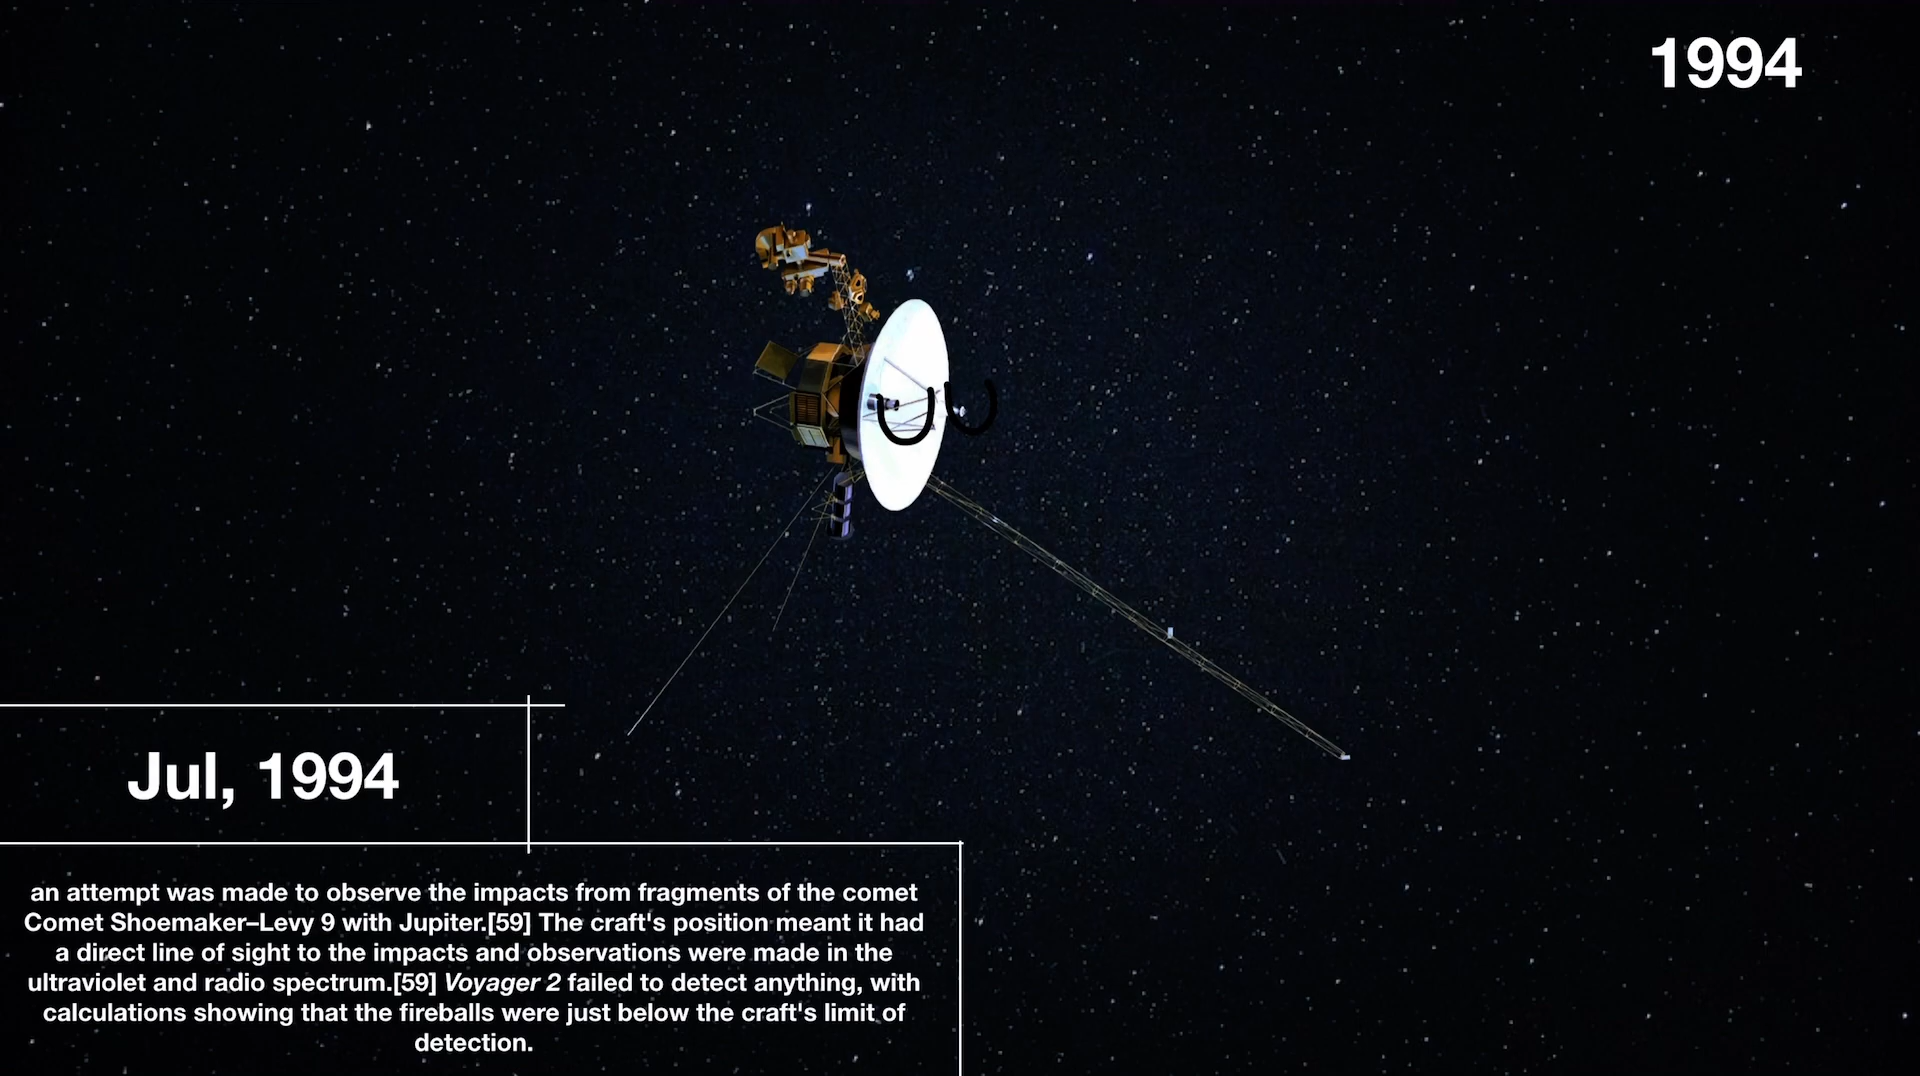 1994
Jul, 1994
an attempt was made to observe the impacts from fragments of the comet
Comet Shoemaker–Levy 9 with Jupiter.[59] The craft's position meant it had
a direct line of sight to the impacts and observations were made in the
ultraviolet and radio spectrum.[59] Voyager 2 failed to detect anything, with
calculations showing that the fireballs were just below the craft's limit of
detection.